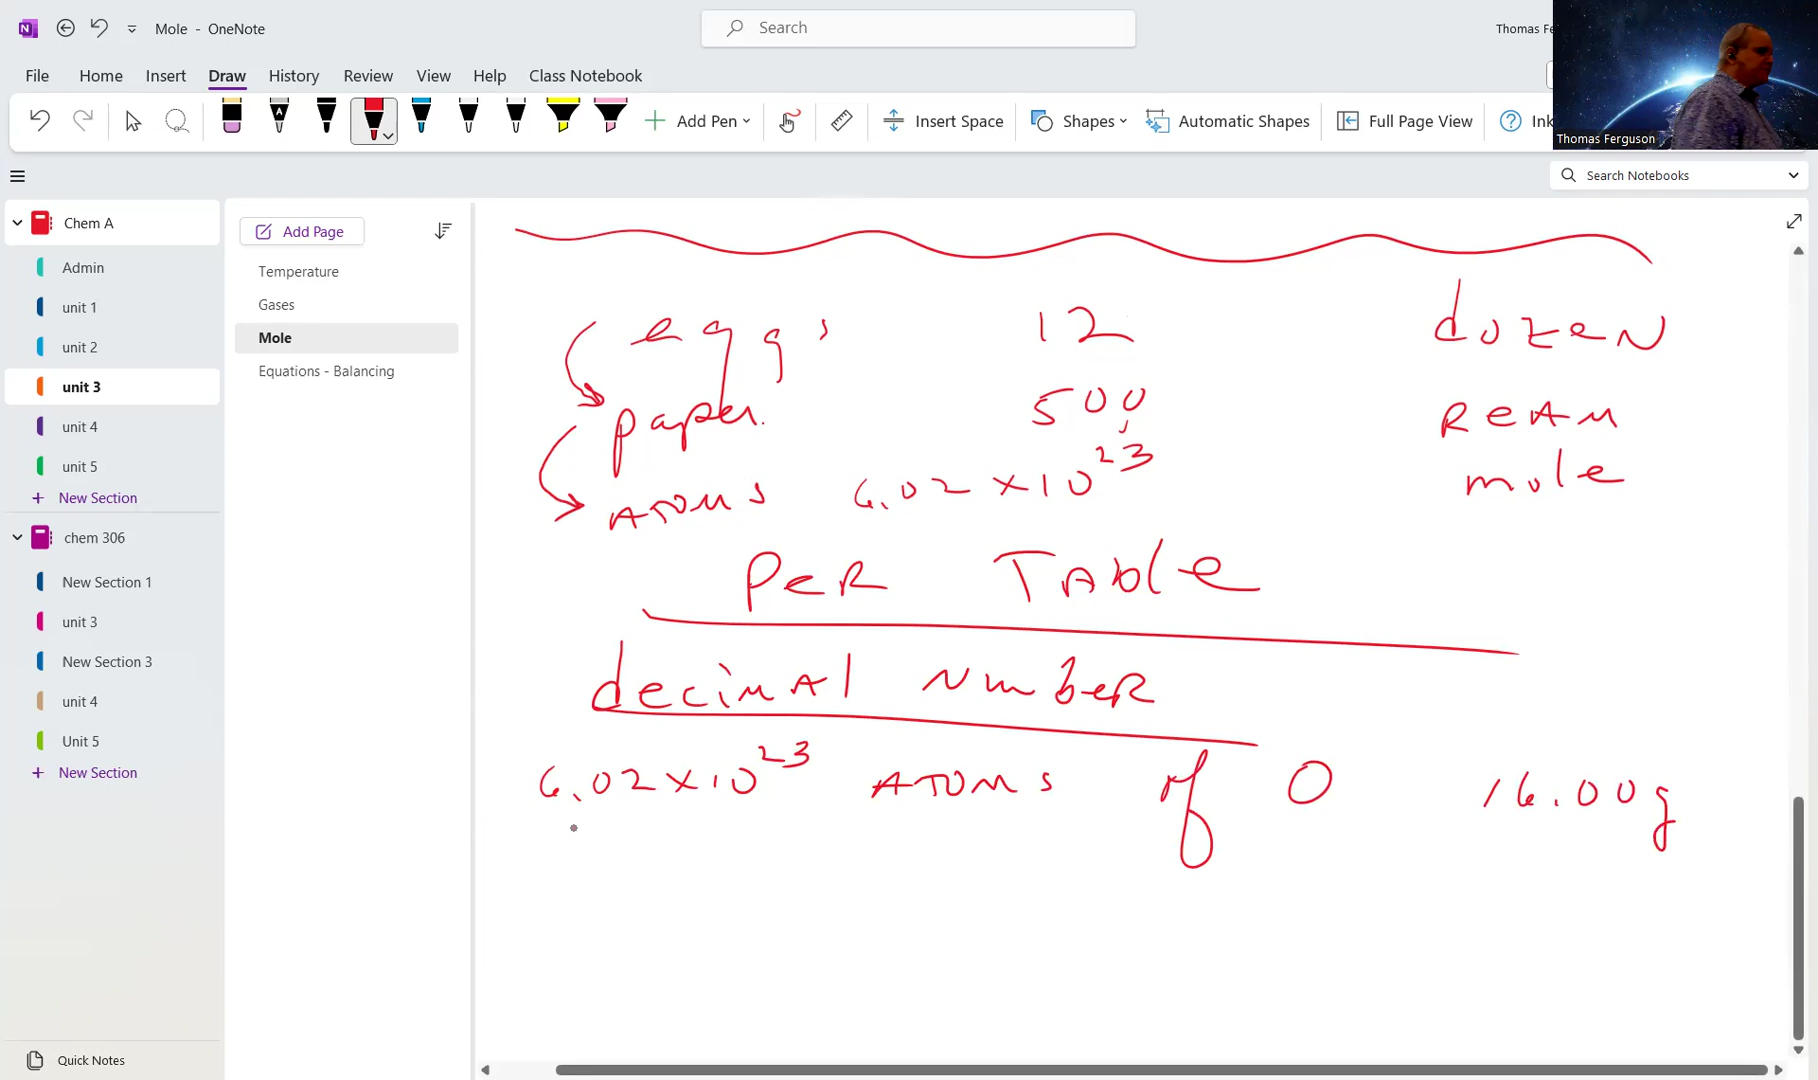 Mole - OneNote
Search
Thomas Fe
Thomas Ferguson
File Home Insert Draw History Review View Help Class Notebook
Add Pen Insert Space Shapes Automatic Shapes Full Page View Ink
Search Notebooks
Chem A
Admin
unit 1
unit 2
unit 3
unit 4
unit 5
New Section
chem 306
New Section 1
unit 3
New Section 3
unit 4
Unit 5
New Section
Quick Notes
Add Page
Temperature
Gases
Mole
Equations - Balancing
eggs 12 dozen
paper 500 ReAm
ATOMs 6.02 x 10²³ mole
PeR TABle
decimAl NumbeR
6.02 x 10²³ ATOMs of O 16.00g